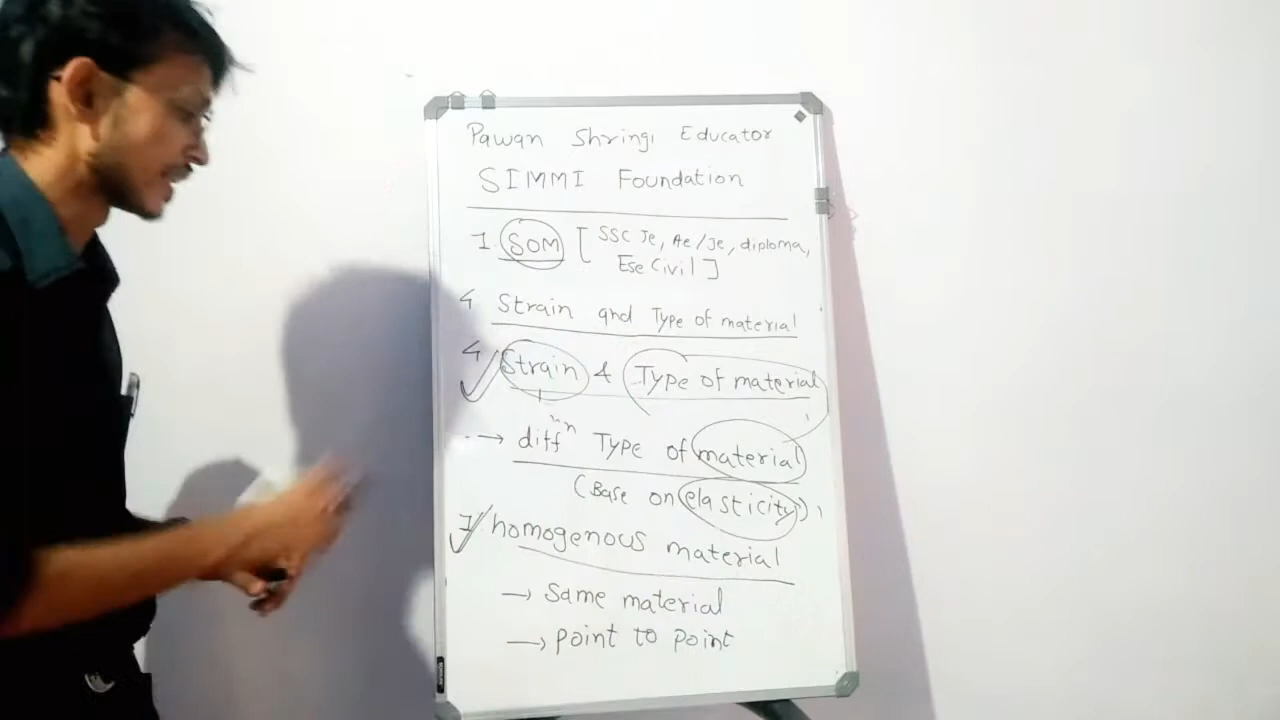 Pawan Shringi Educator
SIMMI Foundation
1. SOM [SSC Je, Ae/Je, diploma,
Ese Civil]
4 Strain and Type of material
4 Strain & Type of material
→ diffⁿ Type of material
(Base on elasticity)
1 homogenous material
→ Same material
→ Point to Point